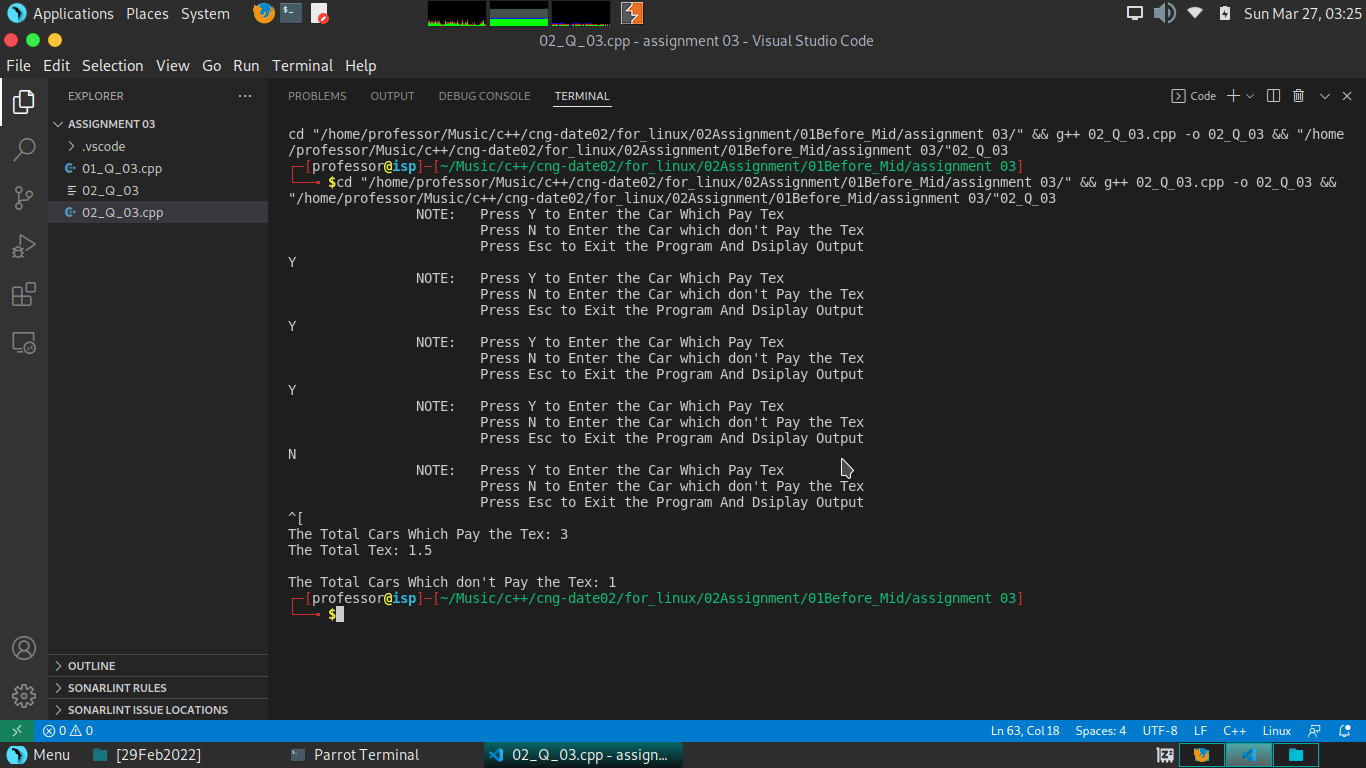 Applications Places System Sun Mar 27, 03:25
02_Q_03.cpp - assignment 03 - Visual Studio Code
File Edit Selection View Go Run Terminal Help
EXPLORER ···
ASSIGNMENT 03
.vscode
01_Q_03.cpp
02_Q_03
02_Q_03.cpp
OUTLINE
SONARLINT RULES
SONARLINT ISSUE LOCATIONS
PROBLEMS OUTPUT DEBUG CONSOLE TERMINAL Code
cd "/home/professor/Music/c++/cng-date02/for_linux/02Assignment/01Before_Mid/assignment 03/" && g++ 02_Q_03.cpp -o 02_Q_03 && "/home
/professor/Music/c++/cng-date02/for_linux/02Assignment/01Before_Mid/assignment 03/"02_Q_03
┌─[professor@isp]─[~/Music/c++/cng-date02/for_linux/02Assignment/01Before_Mid/assignment 03]
└──╼ $cd "/home/professor/Music/c++/cng-date02/for_linux/02Assignment/01Before_Mid/assignment 03/" && g++ 02_Q_03.cpp -o 02_Q_03 &&
"/home/professor/Music/c++/cng-date02/for_linux/02Assignment/01Before_Mid/assignment 03/"02_Q_03
NOTE: Press Y to Enter the Car Which Pay Tex
Press N to Enter the Car which don't Pay the Tex
Press Esc to Exit the Program And Dsiplay Output
Y
NOTE: Press Y to Enter the Car Which Pay Tex
Press N to Enter the Car which don't Pay the Tex
Press Esc to Exit the Program And Dsiplay Output
Y
NOTE: Press Y to Enter the Car Which Pay Tex
Press N to Enter the Car which don't Pay the Tex
Press Esc to Exit the Program And Dsiplay Output
Y
NOTE: Press Y to Enter the Car Which Pay Tex
Press N to Enter the Car which don't Pay the Tex
Press Esc to Exit the Program And Dsiplay Output
N
NOTE: Press Y to Enter the Car Which Pay Tex
Press N to Enter the Car which don't Pay the Tex
Press Esc to Exit the Program And Dsiplay Output
^[
The Total Cars Which Pay the Tex: 3
The Total Tex: 1.5
The Total Cars Which don't Pay the Tex: 1
┌─[professor@isp]─[~/Music/c++/cng-date02/for_linux/02Assignment/01Before_Mid/assignment 03]
└──╼ $
0 0 Ln 63, Col 18 Spaces: 4 UTF-8 LF C++ Linux
Menu [29Feb2022] Parrot Terminal 02_Q_03.cpp - assign...